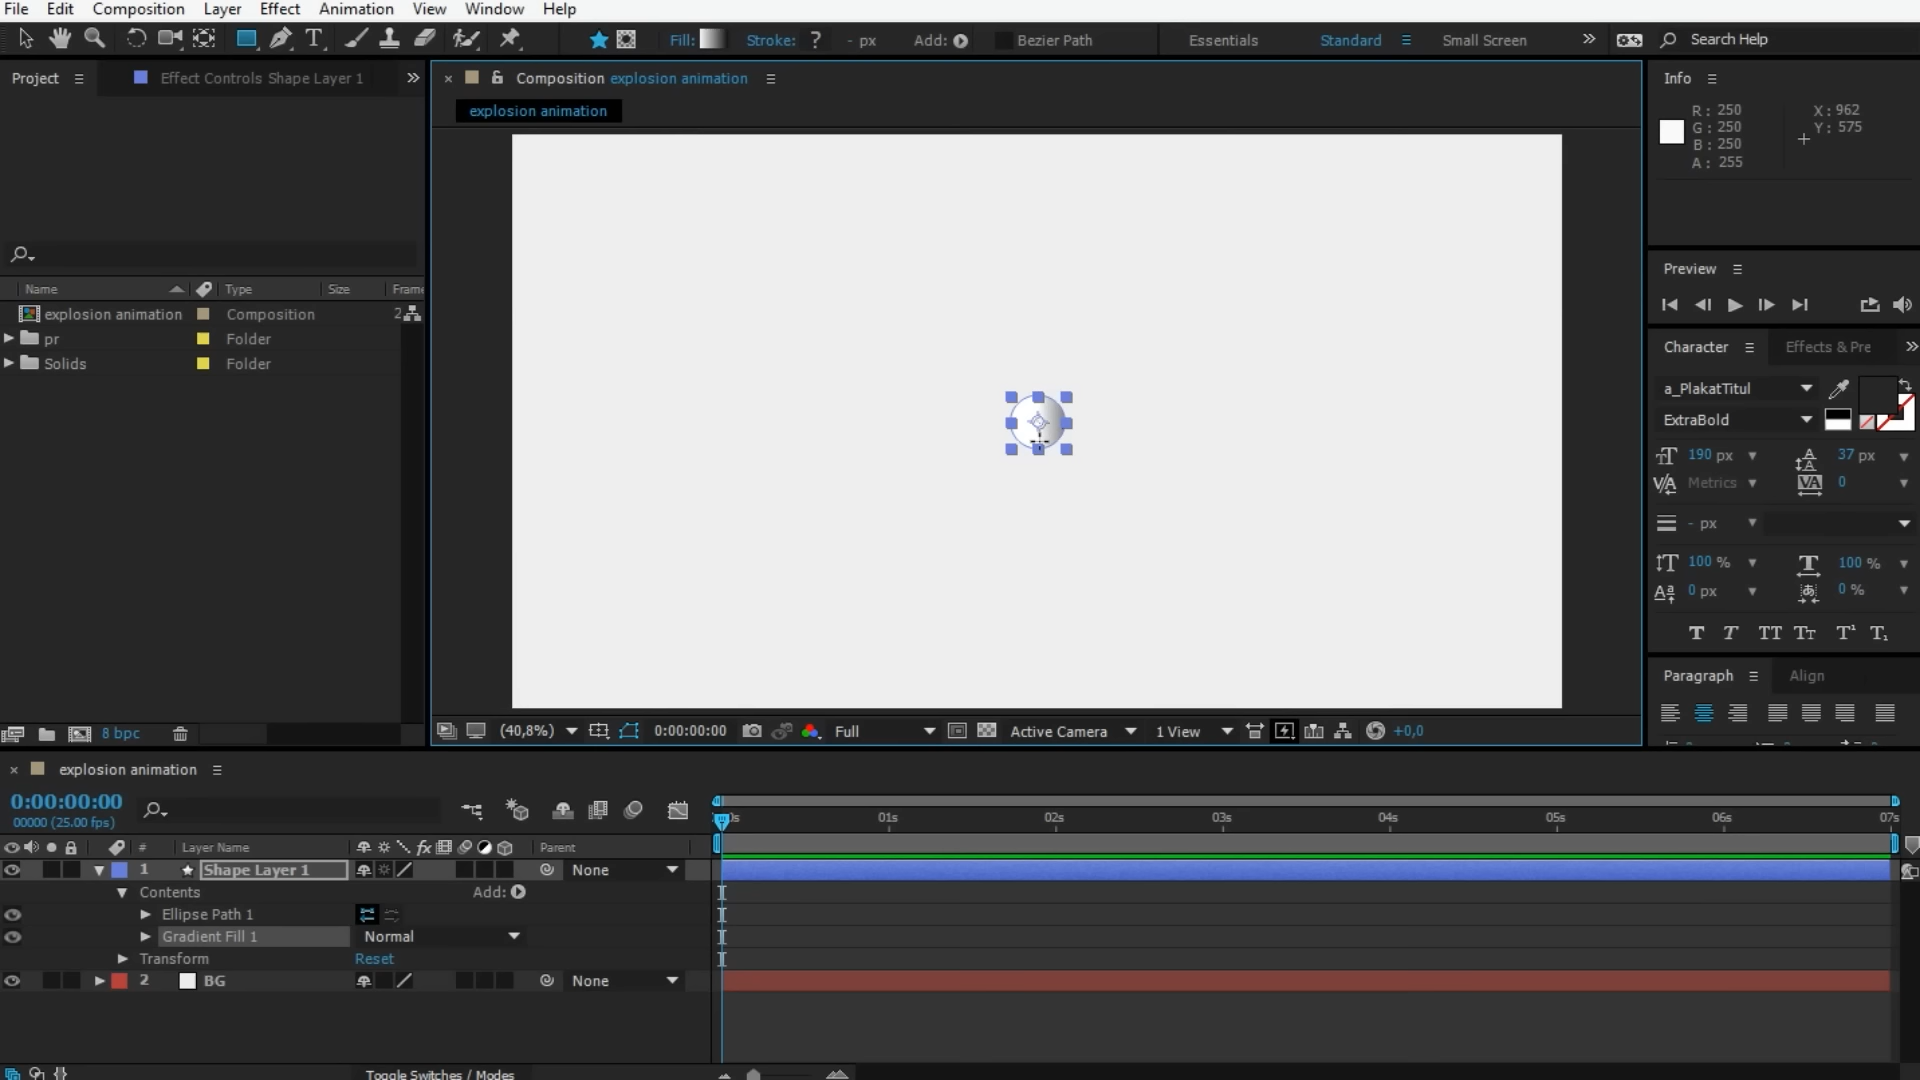 File Edit Composition Layer Effect Animation View Window Help
Fill: Stroke: ? - px Add: Bezier Path Essentials Standard Small Screen Search Help
Project Effect Controls Shape Layer 1
Composition explosion animation
explosion animation
Name Type Size Frame
explosion animation Composition 2
pr Folder
Solids Folder
8 bpc
(40,8%) 0:00:00:00 Full Active Camera 1 View +0,0
Info
R: 250 X: 962
G: 250 Y: 575
B: 250
A: 255
Preview
Character Effects & Pre
a_PlakatTitul
ExtraBold
190 px 37 px
Metrics 0
- px
100 % 100 %
0 px 0 %
Paragraph Align
explosion animation
0:00:00:00
00000 (25.00 fps)
01s 02s 03s 04s 05s 06s 07s
# Layer Name Parent
1 Shape Layer 1 None
Contents Add:
Ellipse Path 1
Gradient Fill 1 Normal
Transform Reset
2 BG None
Toggle Switches / Modes